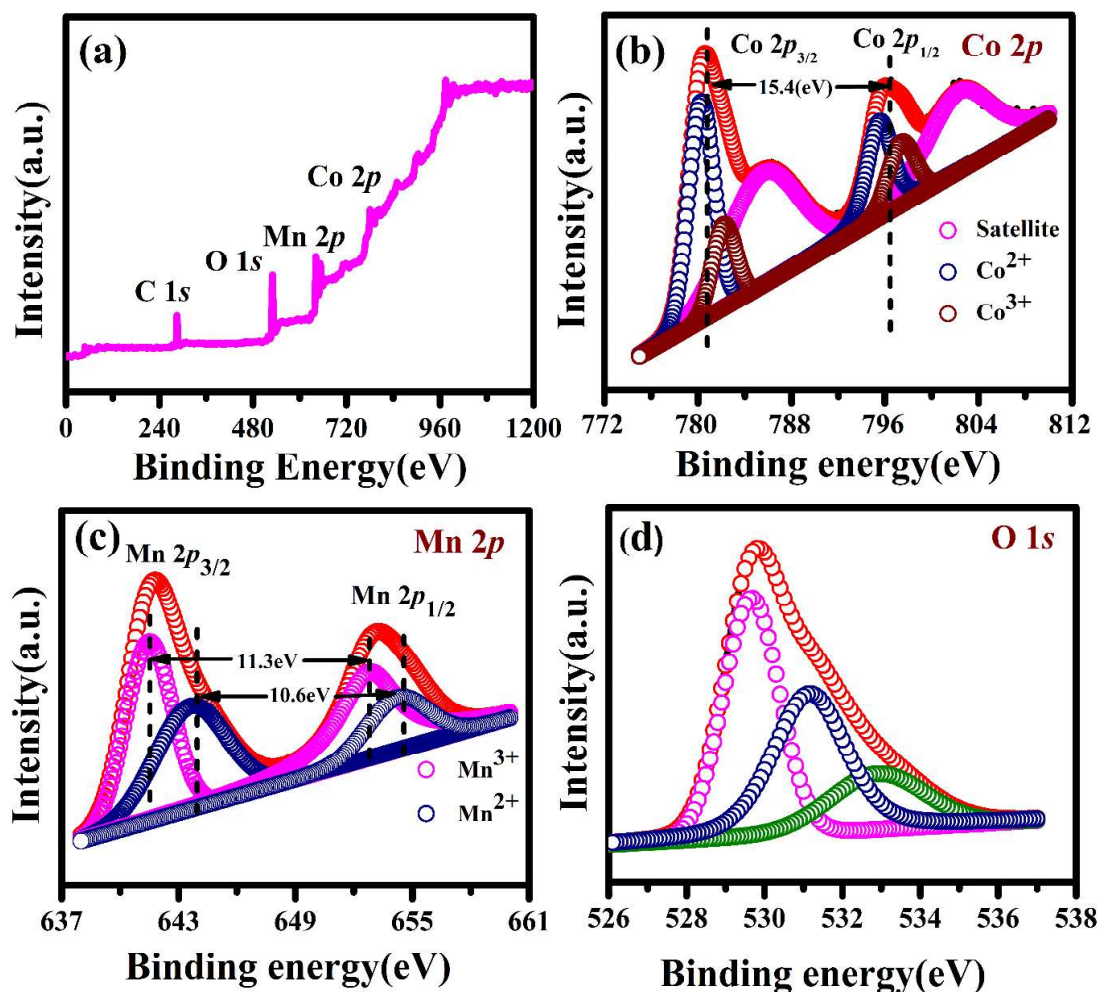 (a)
Intensity(a.u.)
C 1s
O 1s
Mn 2p
Co 2p
0 240 480 720 960 1200
Binding Energy(eV)
(b)
Intensity(a.u.)
Co 2p3/2
Co 2p1/2
Co 2p
15.4(eV)
Satellite
Co2+
Co3+
772 780 788 796 804 812
Binding energy(eV)
(c)
Intensity(a.u.)
Mn 2p
Mn 2p3/2
Mn 2p1/2
11.3eV
10.6eV
Mn3+
Mn2+
637 643 649 655 661
Binding energy(eV)
(d)
Intensity(a.u.)
O 1s
526 528 530 532 534 536 538
Binding energy(eV)